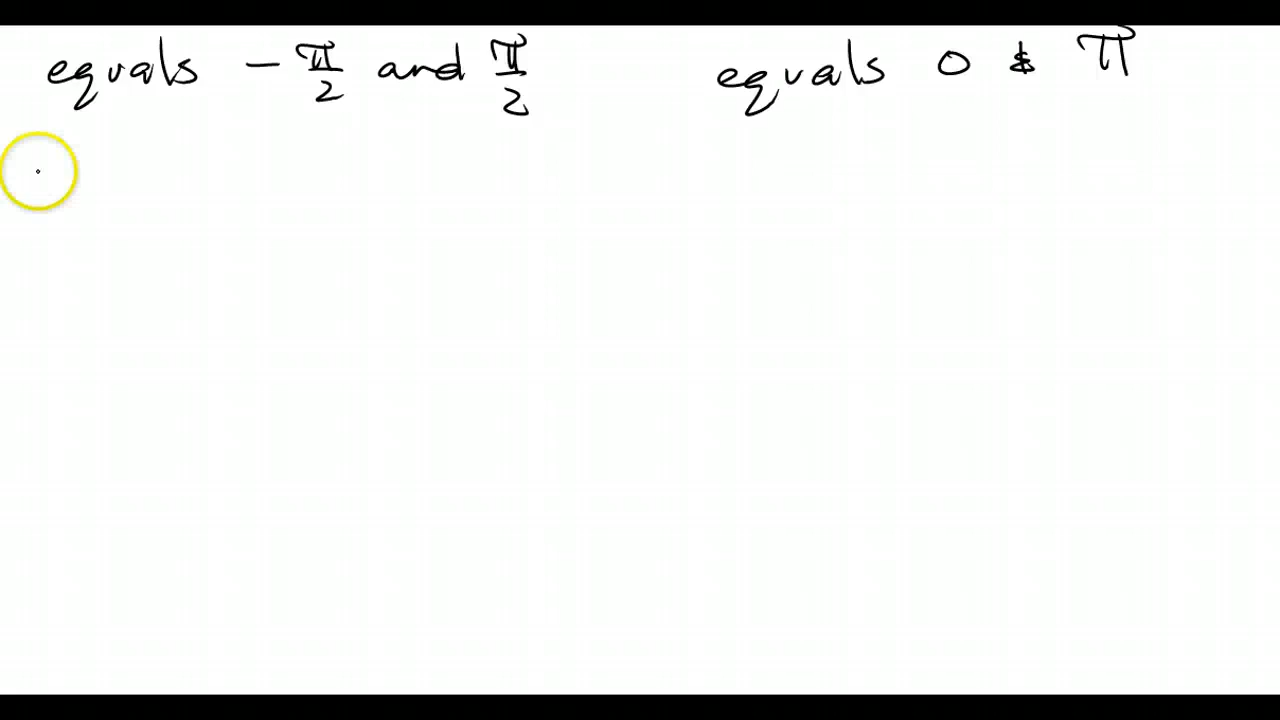 equals -π/2 and π/2
equals 0 & π